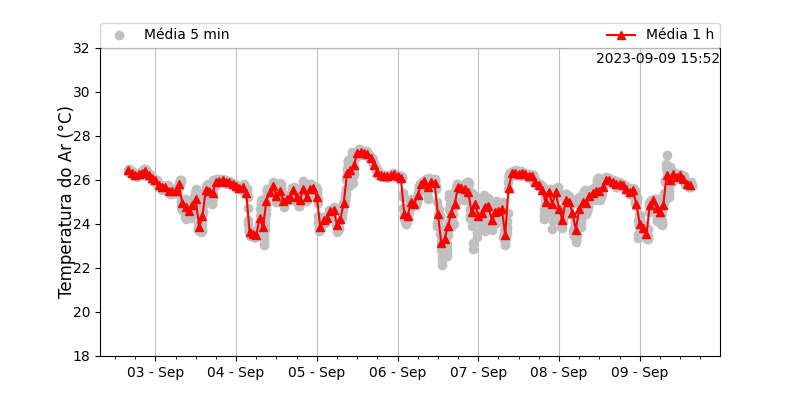 Média 5 min
Média 1 h
2023-09-09 15:52
Temperatura do Ar (°C)
32
30
28
26
24
22
20
18
03 - Sep
04 - Sep
05 - Sep
06 - Sep
07 - Sep
08 - Sep
09 - Sep